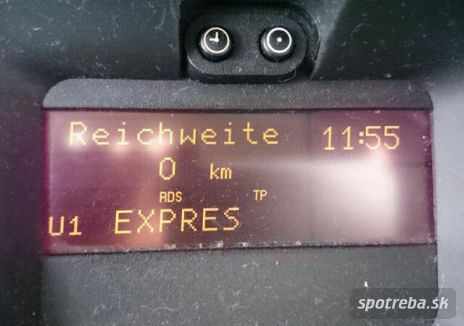 Reichweite 11:55
0 km
RDS TP
U1 EXPRES
spotreba.sk